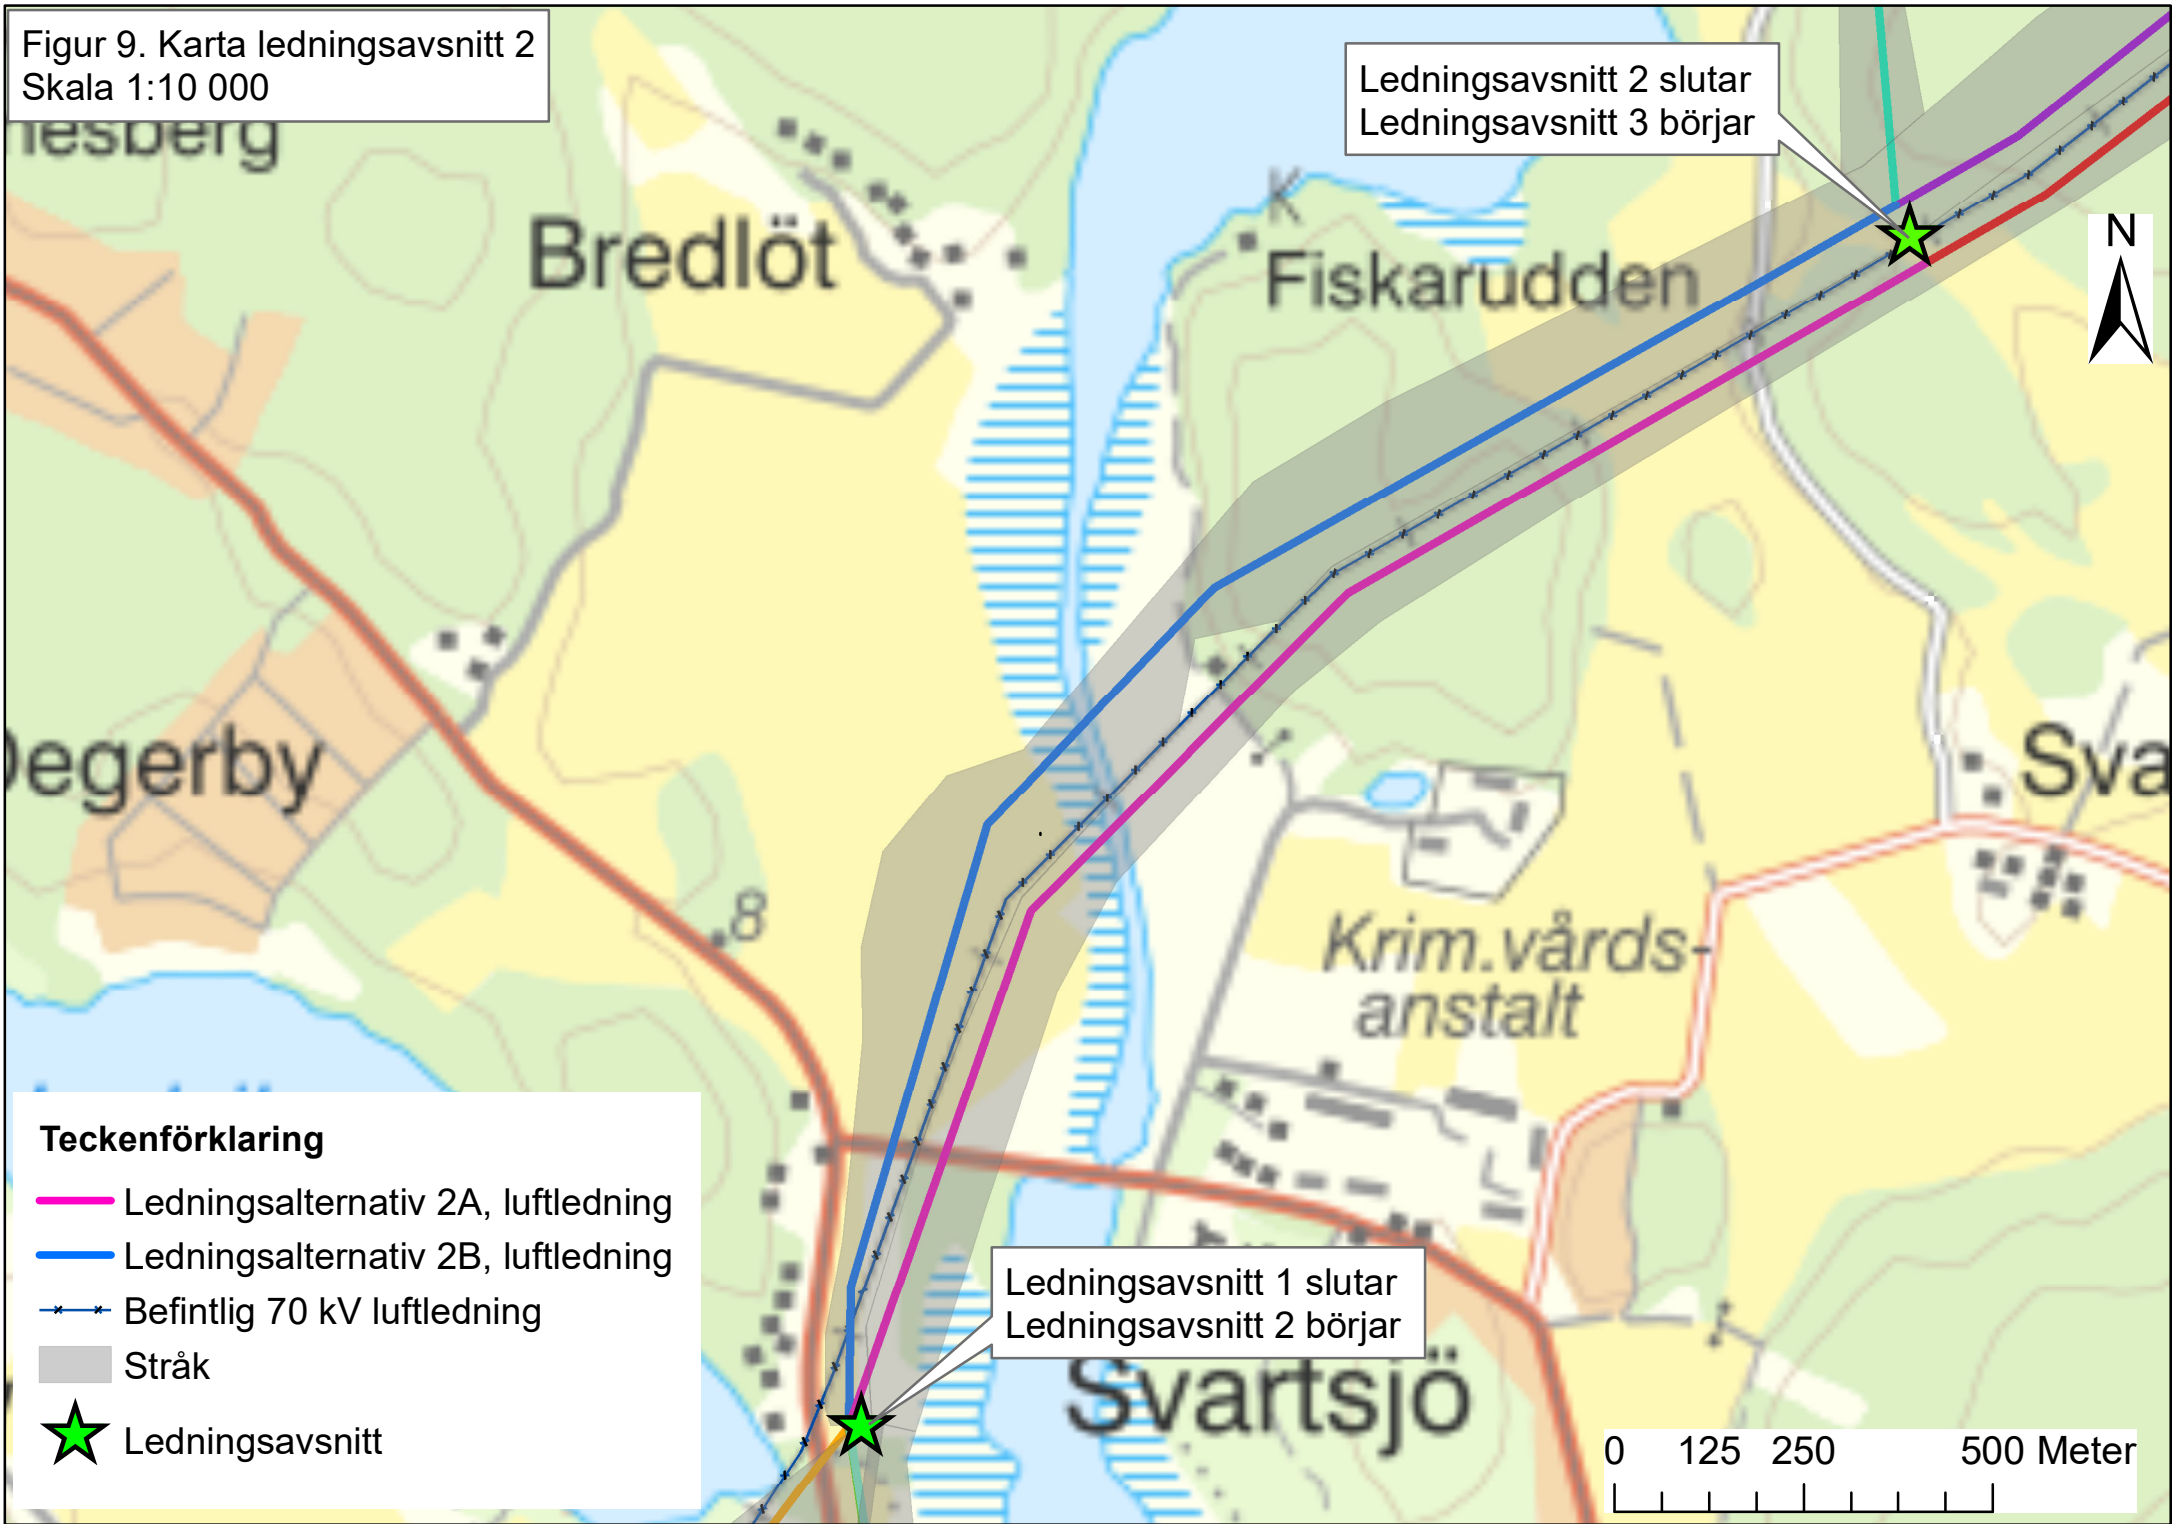 Figur 9. Karta ledningsavsnitt 2
Skala 1:10 000
Ledningsavsnitt 2 slutar
Ledningsavsnitt 3 börjar
Bredlöt
K
Fiskarudden
N
Degerby
Sva
8
Krim.vårds-
anstalt
Teckenförklaring
Ledningsalternativ 2A, luftledning
Ledningsalternativ 2B, luftledning
Befintlig 70 kV luftledning
Stråk
Ledningsavsnitt
Ledningsavsnitt 1 slutar
Ledningsavsnitt 2 börjar
Svartsjö
0 125 250 500 Meter